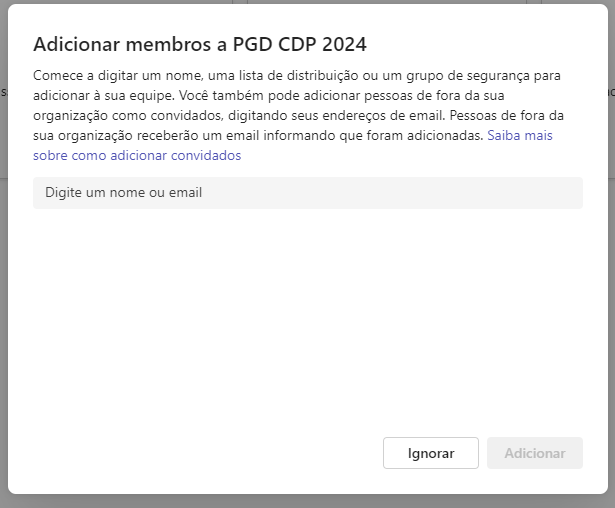 Adicionar membros a PGD CDP 2024
Comece a digitar um nome, uma lista de distribuição ou um grupo de segurança para
adicionar à sua equipe. Você também pode adicionar pessoas de fora da sua
organização como convidados, digitando seus endereços de email. Pessoas de fora da
sua organização receberão um email informando que foram adicionadas. Saiba mais
sobre como adicionar convidados
Digite um nome ou email
Ignorar
Adicionar